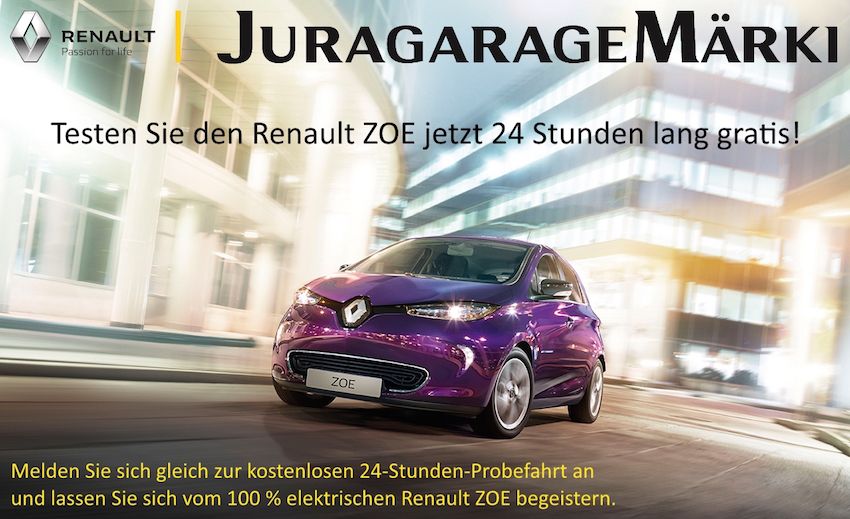 RENAULT
Passion for life
JURAGARAGEMÄRKI
Testen Sie den Renault ZOE jetzt 24 Stunden lang gratis!
ZOE
Melden Sie sich gleich zur kostenlosen 24-Stunden-Probefahrt an
und lassen Sie sich vom 100 % elektrischen Renault ZOE begeistern.